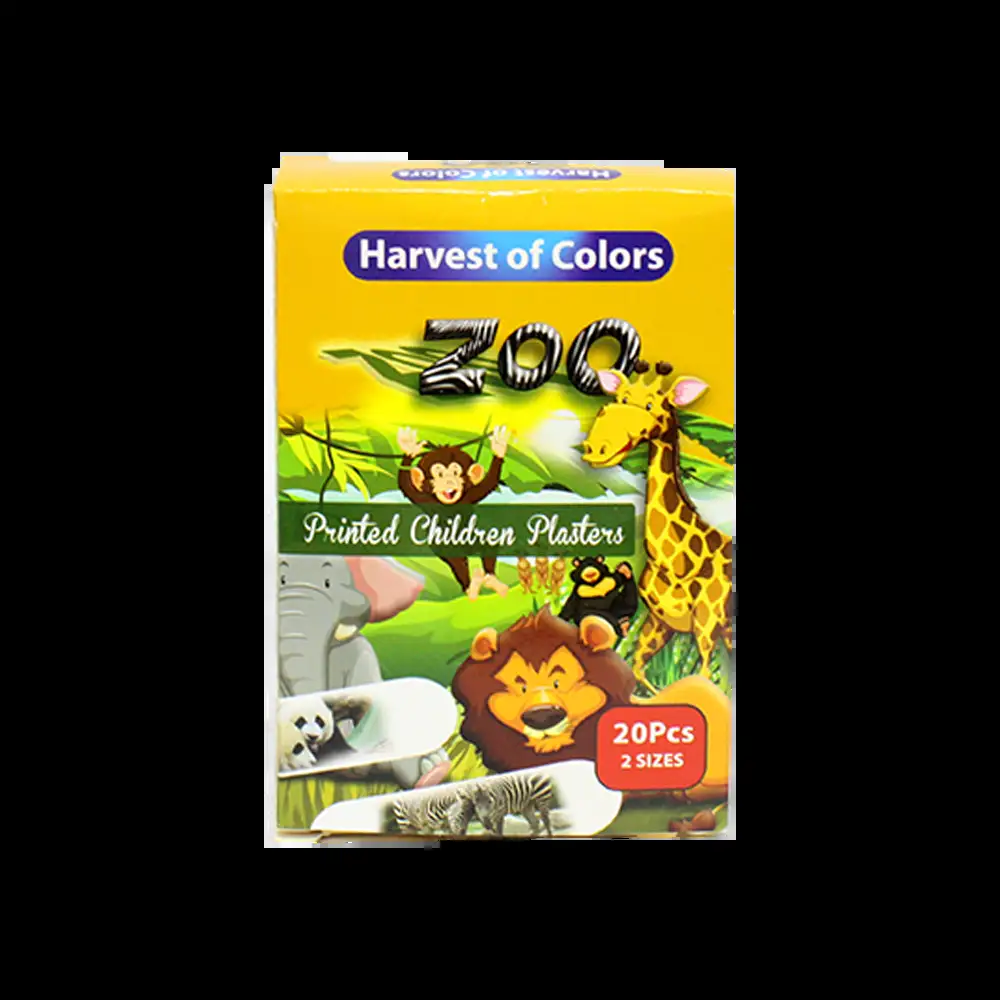 Harvest of Colors
Harvest of Colors
ZOO
Printed Children Plasters
20Pcs
2 SIZES